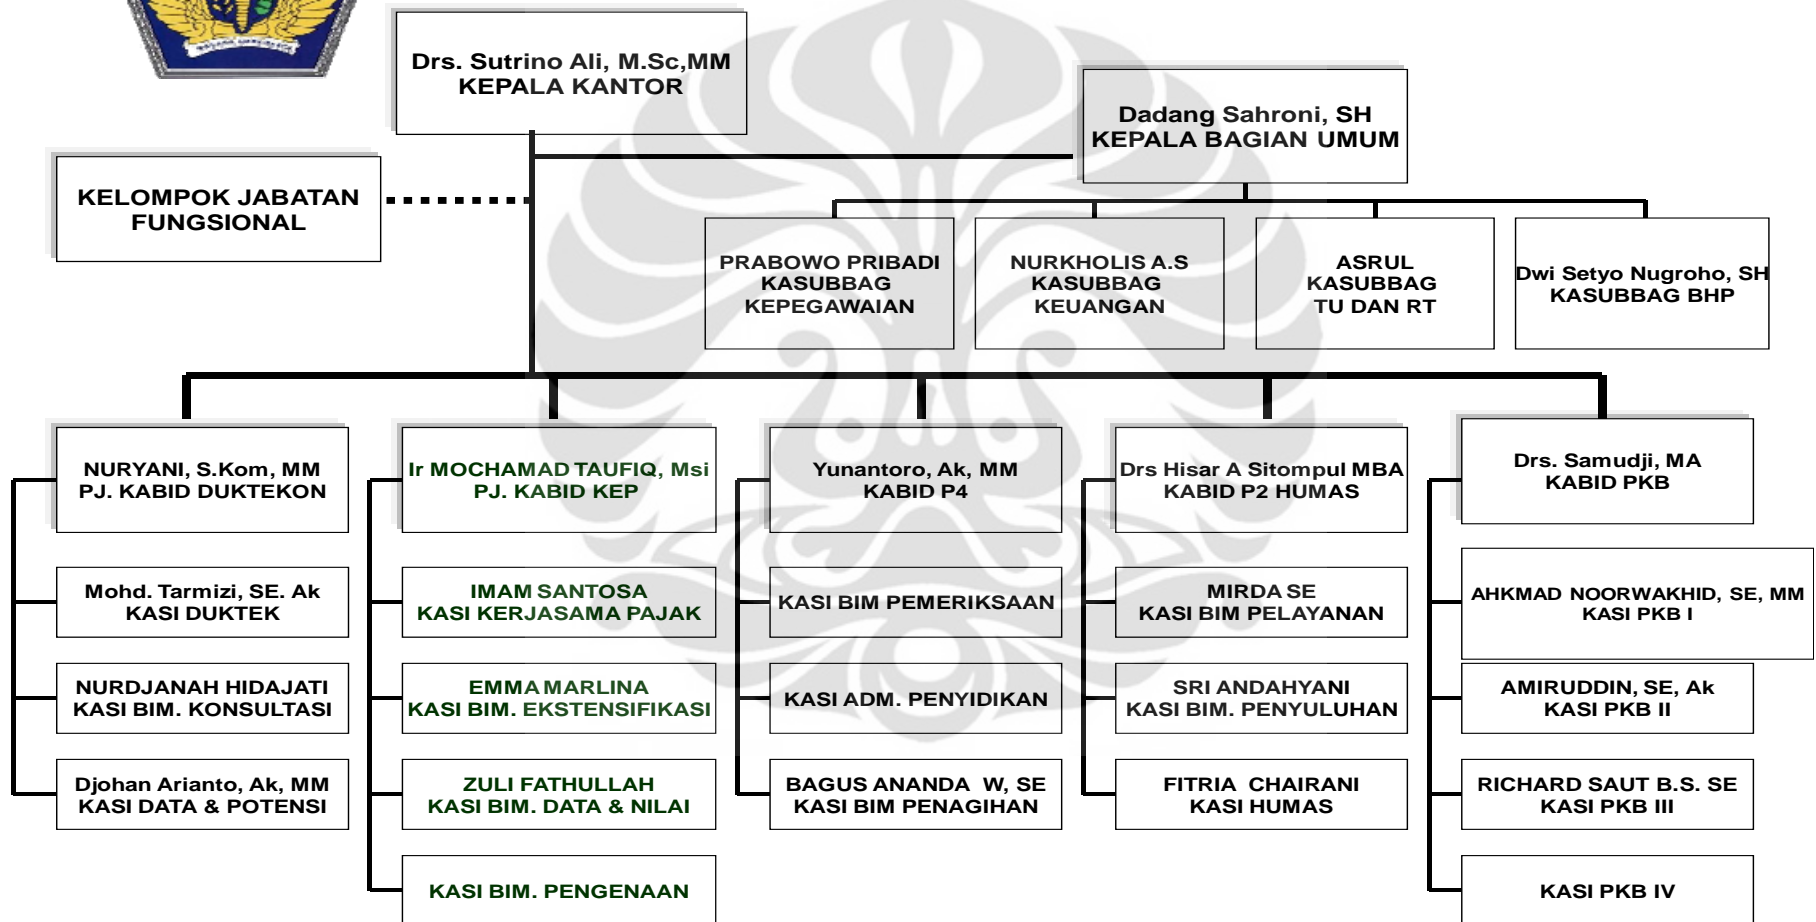 Drs. Sutrino Ali, M.Sc,MM
KEPALA KANTOR
Dadang Sahroni, SH
KEPALA BAGIAN UMUM
KELOMPOK JABATAN
FUNGSIONAL
PRABOWO PRIBADI
KASUBBAG
KEPEGAWAIAN
NURKHOLIS A.S
KASUBBAG
KEUANGAN
ASRUL
KASUBBAG
TU DAN RT
Dwi Setyo Nugroho, SH
KASUBBAG BHP
NURYANI, S.Kom, MM
PJ. KABID DUKTEKON
Ir MOCHAMAD TAUFIQ, Msi
PJ. KABID KEP
Yunantoro, Ak, MM
KABID P4
Drs Hisar A Sitompul MBA
KABID P2 HUMAS
Drs. Samudji, MA
KABID PKB
Mohd. Tarmizi, SE. Ak
KASI DUKTEK
IMAM SANTOSA
KASI KERJASAMA PAJAK
KASI BIM PEMERIKSAAN
MIRDA SE
KASI BIM PELAYANAN
AHKMAD NOORWAKHID, SE, MM
KASI PKB I
NURDJANAH HIDAJATI
KASI BIM. KONSULTASI
EMMA MARLINA
KASI BIM. EKSTENSIFIKASI
KASI ADM. PENYIDIKAN
SRI ANDAHYANI
KASI BIM. PENYULUHAN
AMIRUDDIN, SE, Ak
KASI PKB II
Djohan Arianto, Ak, MM
KASI DATA & POTENSI
ZULI FATHULLAH
KASI BIM. DATA & NILAI
BAGUS ANANDA W, SE
KASI BIM PENAGIHAN
FITRIA CHAIRANI
KASI HUMAS
RICHARD SAUT B.S. SE
KASI PKB III
KASI BIM. PENGENAAN
KASI PKB IV